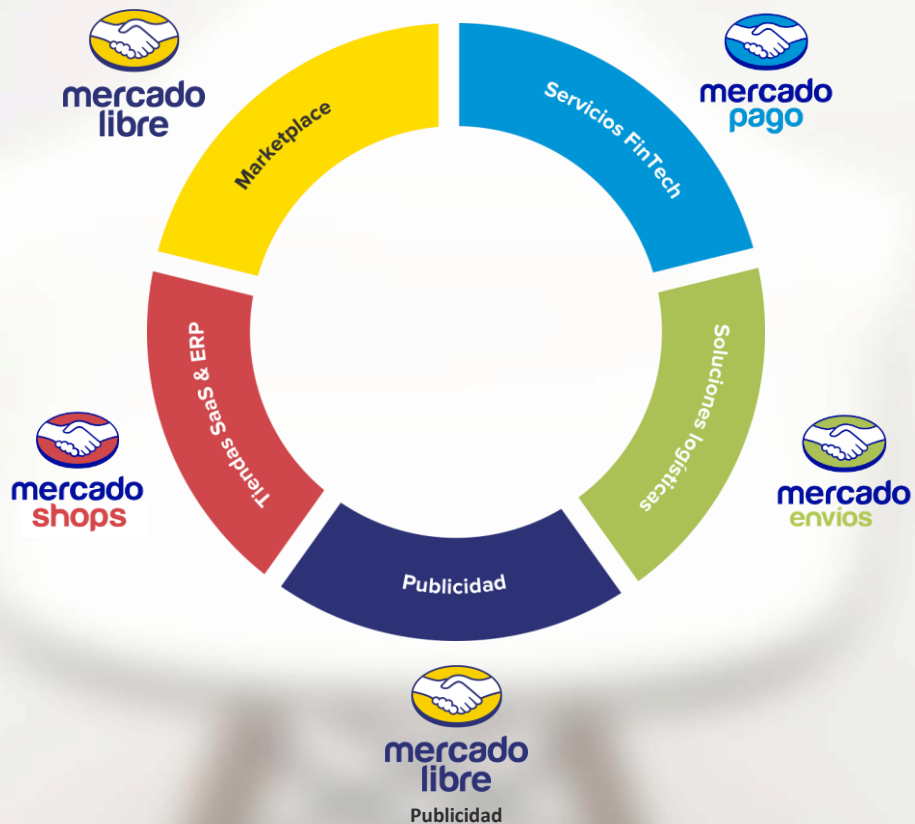 mercado
libre
Marketplace
Servicios FinTech
mercado
pago
Tiendas SaaS & ERP
Soluciones logísticas
mercado
shops
mercado
envios
Publicidad
mercado
libre
Publicidad